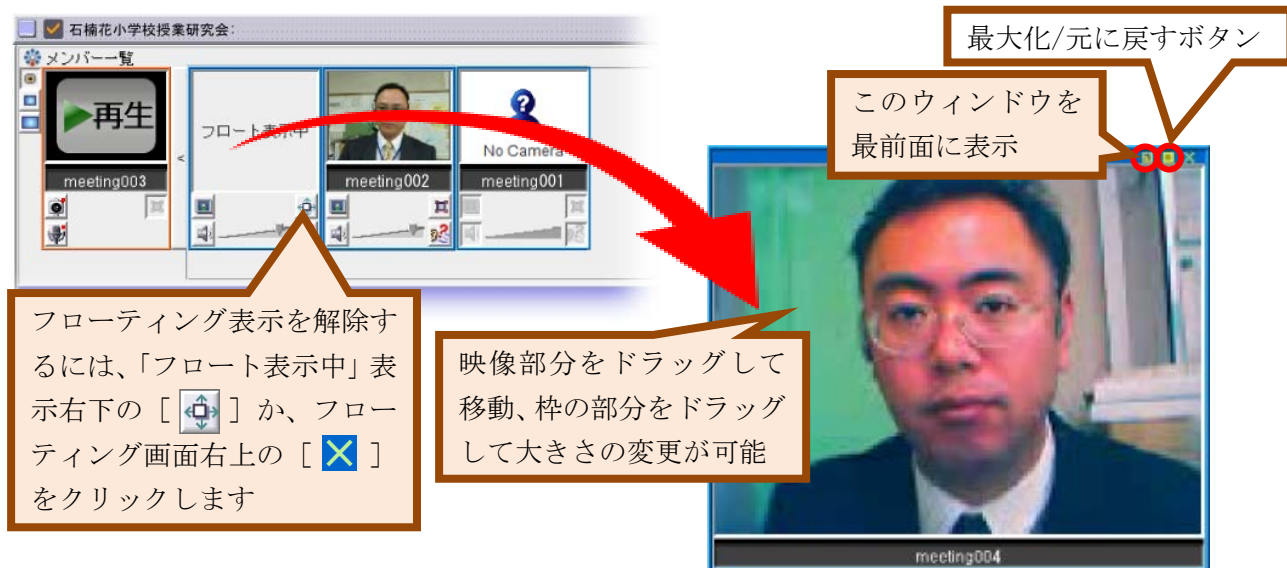 石楠花小学校授業研究会:
メンバー一覧
再生
フロート表示中
No Camera
meeting003
meeting002
meeting001
最大化/元に戻すボタン
このウィンドウを
最前面に表示
フローティング表示を解除す
るには、「フロート表示中」表
示右下の[ ]か、フロー
ティング画面右上の[ ]
をクリックします
映像部分をドラッグして
移動、枠の部分をドラッグ
して大きさの変更が可能
meeting004